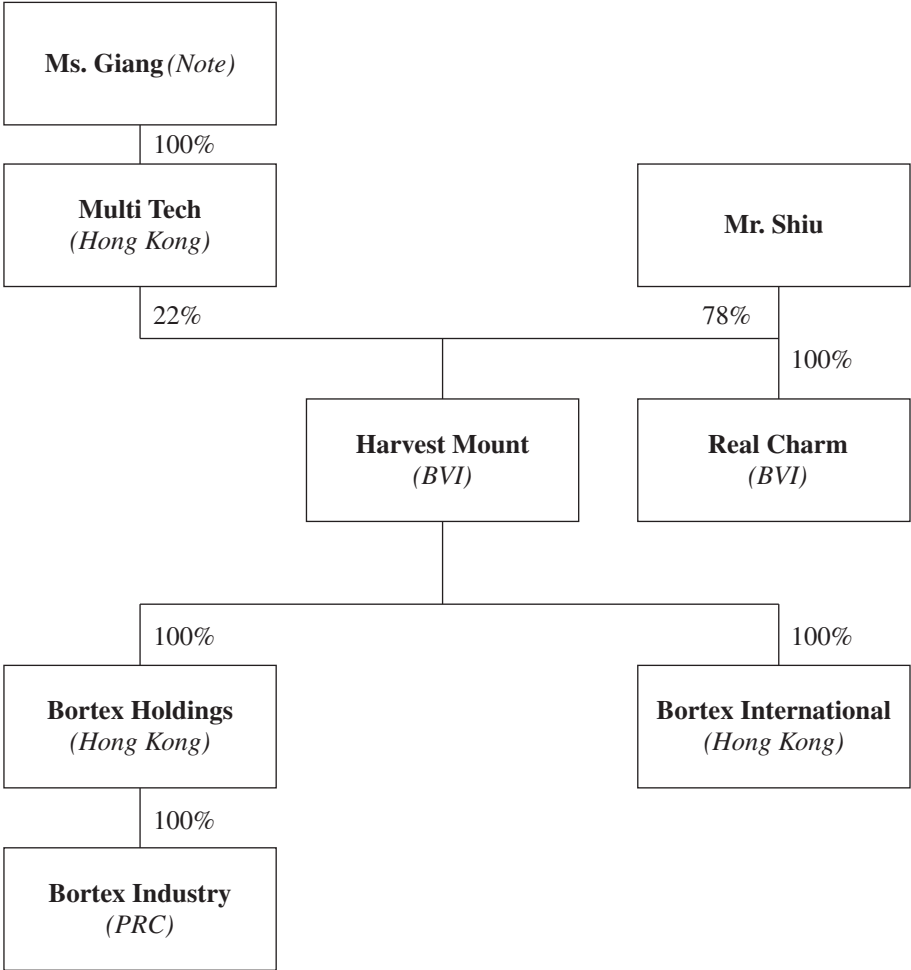 Ms. Giang (Note)
100%
Multi Tech
(Hong Kong)
Mr. Shiu
22%
78%
100%
Harvest Mount
(BVI)
Real Charm
(BVI)
100%
100%
Bortex Holdings
(Hong Kong)
Bortex International
(Hong Kong)
100%
Bortex Industry
(PRC)